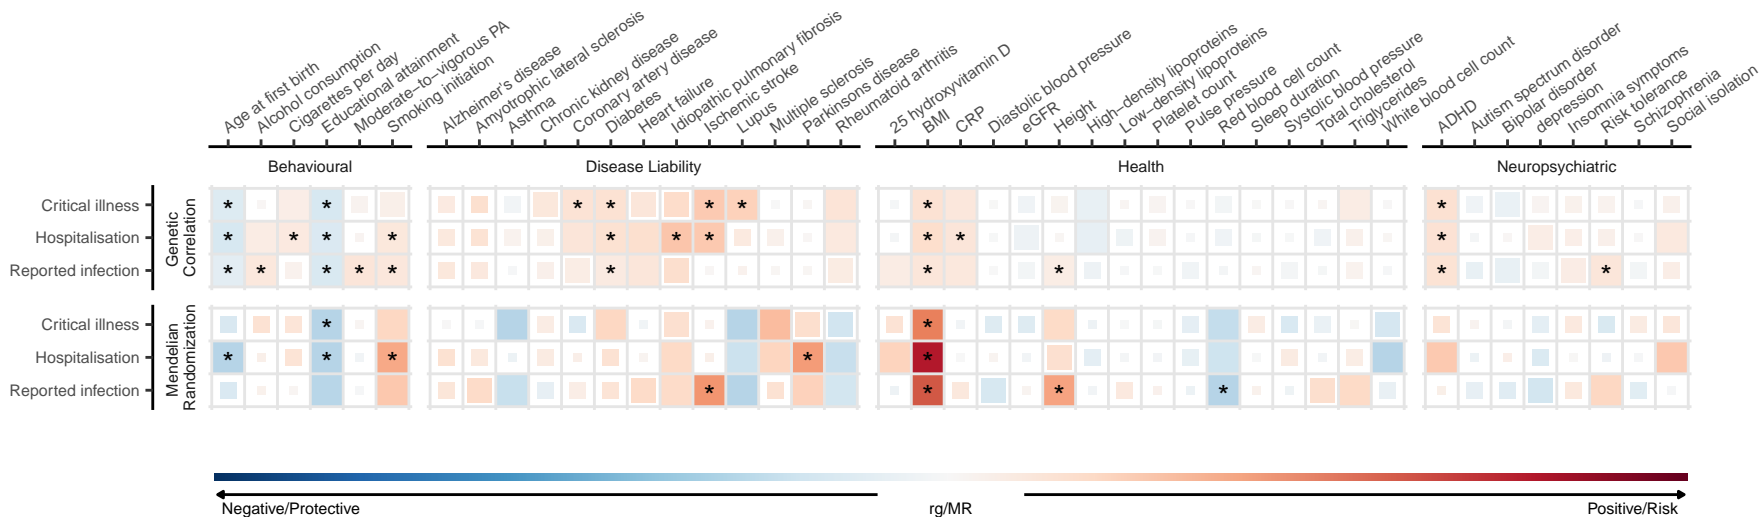 Age at first birth
Alcohol consumption
Cigarettes per day
Educational attainment
Moderate−to−vigorous PA
Smoking initiation
Alzheimer's disease
Amyotrophic lateral sclerosis
Asthma
Chronic kidney disease
Coronary artery disease
Diabetes
Heart failure
Idiopathic pulmonary fibrosis
Ischemic stroke
Lupus
Multiple sclerosis
Parkinsons disease
Rheumatoid arthritis
25 hydroxyvitamin D
BMI
CRP
Diastolic blood pressure
eGFR
Height
High−density lipoproteins
Low−density lipoproteins
Platelet count
Pulse pressure
Red blood cell count
Sleep duration
Systolic blood pressure
Total cholesterol
Triglycerides
White blood cell count
ADHD
Autism spectrum disorder
Bipolar disorder
depression
Insomnia symptoms
Risk tolerance
Schizophrenia
Social isolation
Behavioural
Disease Liability
Health
Neuropsychiatric
Genetic
Correlation
Critical illness
* * * * * * * * *
Hospitalisation
* * * * * * * * * *
Reported infection
* * * * * * * * * *
Mendelian
Randomization
Critical illness
* *
Hospitalisation
* * * * *
Reported infection
* * * *
Negative/Protective
rg/MR
Positive/Risk